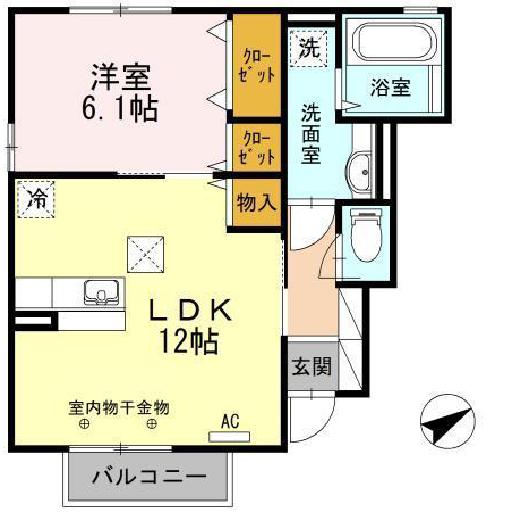 洋室
6.1帖
クロー
ゼット
洗
浴室
洗
面
室
クロー
ゼット
冷
物入
LDK
12帖
玄関
室内物干金物
AC
バルコニー